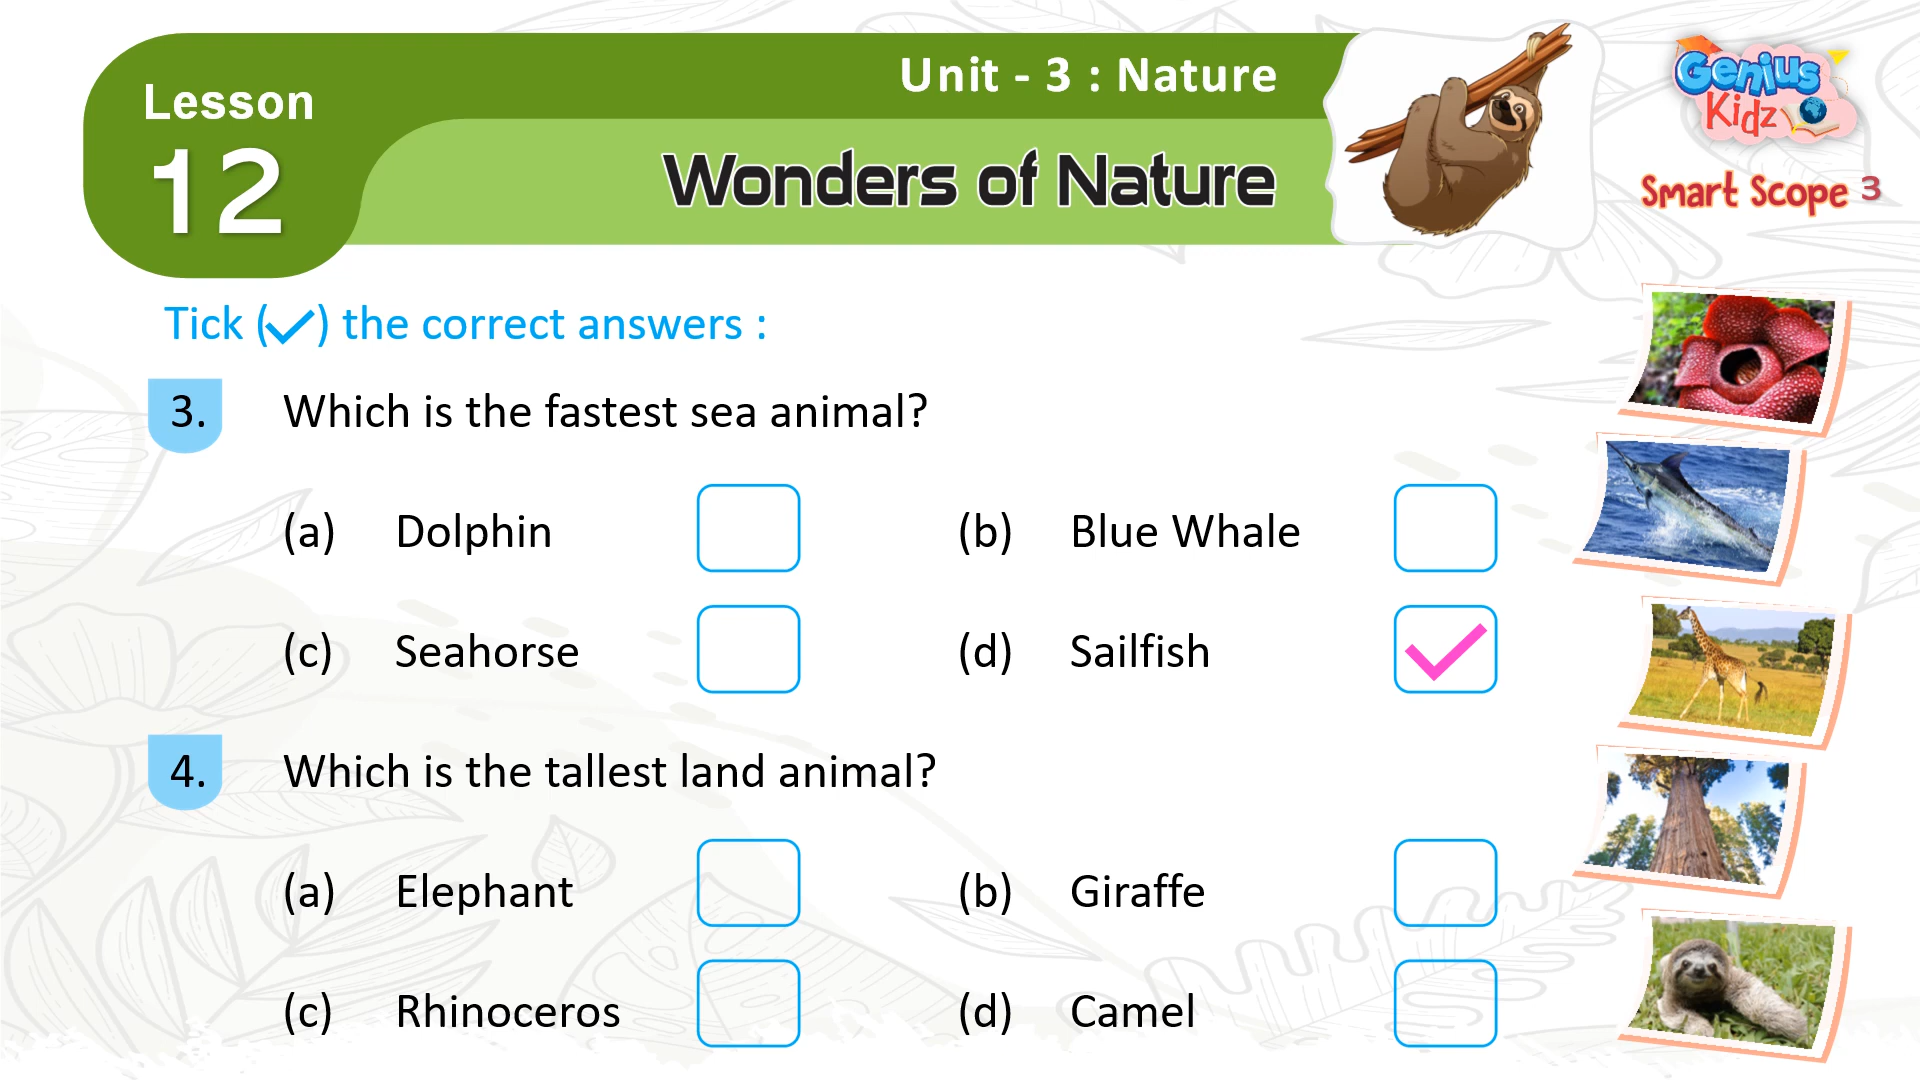 Lesson
12
Unit - 3 : Nature
Wonders of Nature
Genius
Kidz
Smart Scope 3
Tick (✓) the correct answers :
3. Which is the fastest sea animal?
(a) Dolphin (b) Blue Whale
(c) Seahorse (d) Sailfish ✓
4. Which is the tallest land animal?
(a) Elephant (b) Giraffe
(c) Rhinoceros (d) Camel